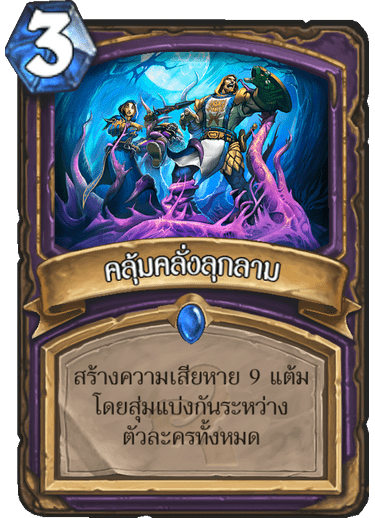 3
คลุ้มคลั่งลุกลาม
สร้างความเสียหาย 9 แต้ม
โดยสุ่มแบ่งกันระหว่าง
ตัวละครทั้งหมด